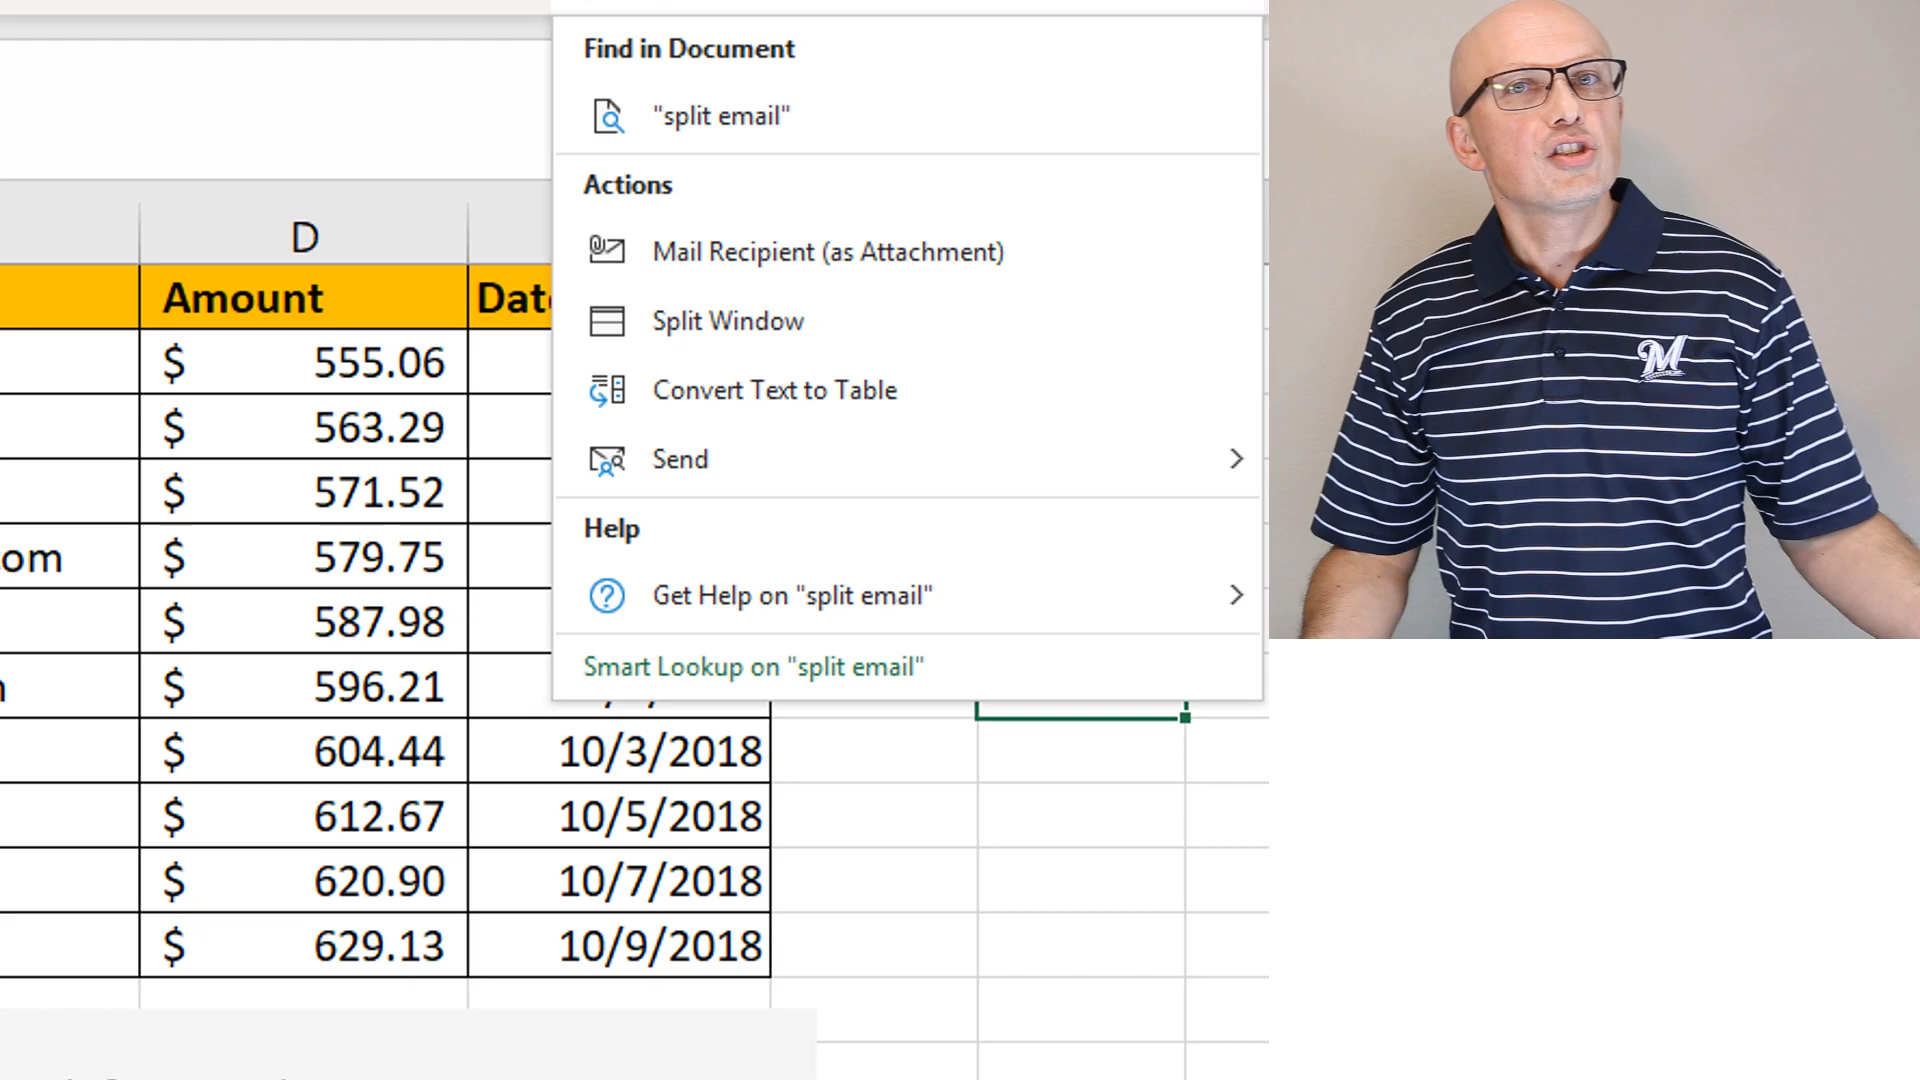 Find in Document
"split email"
Actions
Mail Recipient (as Attachment)
Split Window
Convert Text to Table
Send
Help
Get Help on "split email"
Smart Lookup on "split email"
D
Amount
$ 555.06
$ 563.29
$ 571.52
om $ 579.75
$ 587.98
$ 596.21
$ 604.44 10/3/2018
$ 612.67 10/5/2018
$ 620.90 10/7/2018
$ 629.13 10/9/2018
M